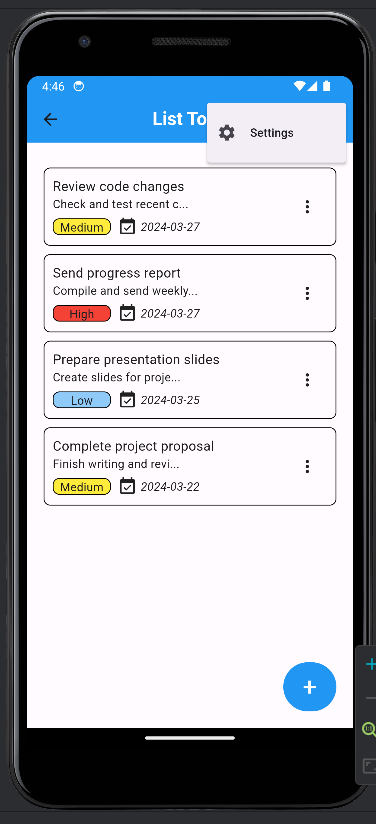 4:46
List To
Settings
Review code changes
Check and test recent c...
Medium 2024-03-27
Send progress report
Compile and send weekly...
High 2024-03-27
Prepare presentation slides
Create slides for proje...
Low 2024-03-25
Complete project proposal
Finish writing and revi...
Medium 2024-03-22
+